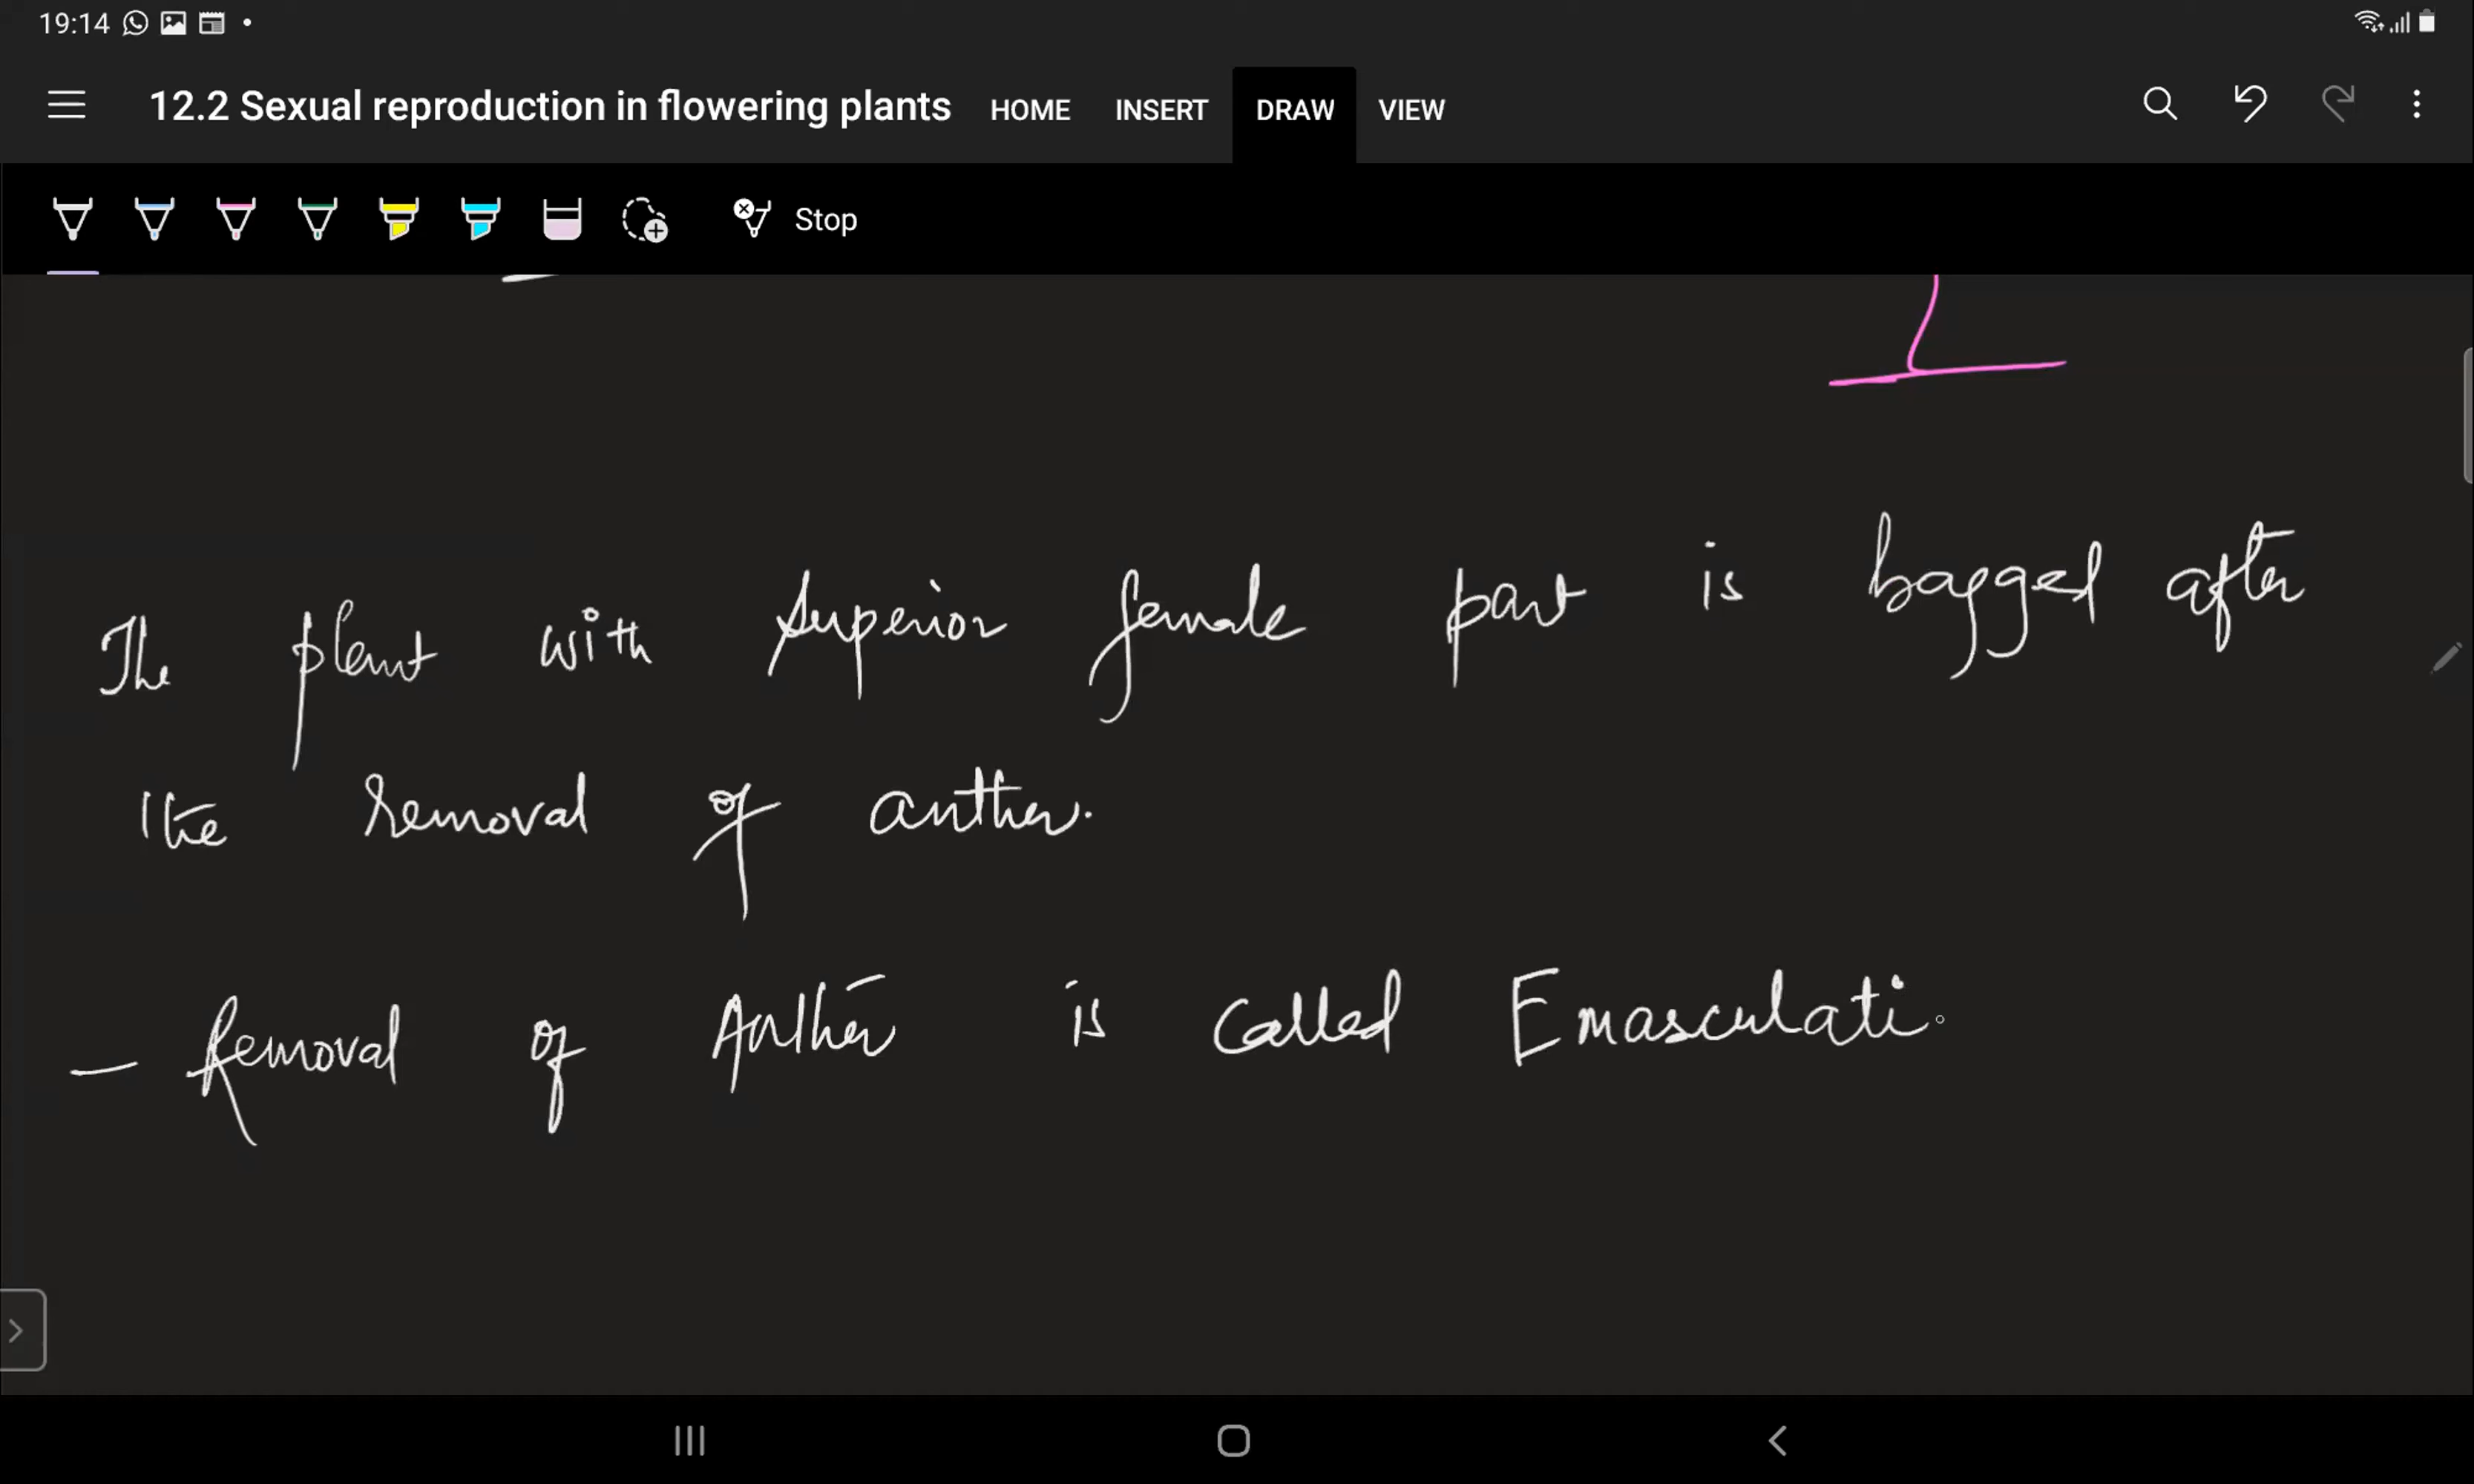 19:14
12.2 Sexual reproduction in flowering plants HOME INSERT DRAW VIEW
Stop
The plant with superior female part is bagged after
the removal of anther.
- Removal of Anther is called Emasculati